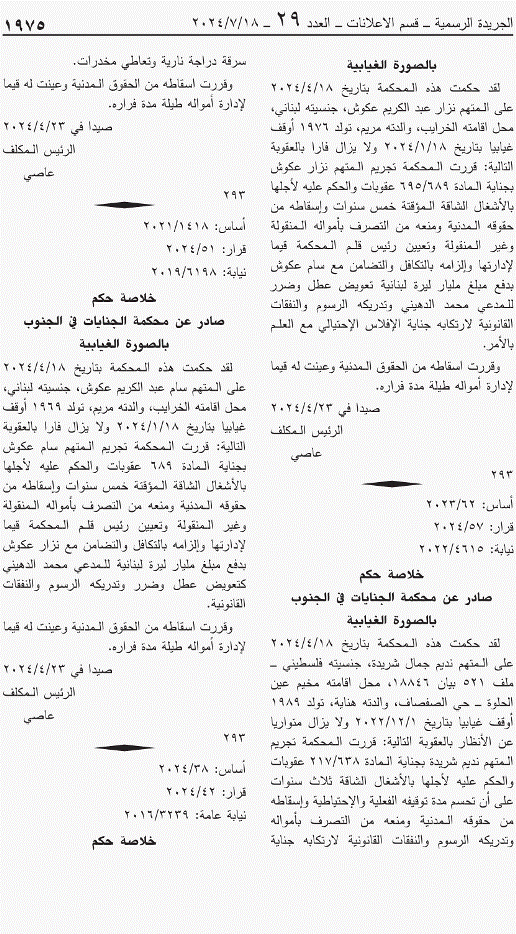 الجريدة الرسمية ــ قسم الاعلانات ــ العدد ٢٩ ــ ٢٠٢٤/٧/١٨
١٩٧٥
بالصورة الغيابية
لقد حكمت هذه المحكمة بتاريخ ٢٠٢٤/٤/١٨
على المتهم نزار عبد الكريم عكوش، جنسيته لبناني،
محل اقامته الخرايب، والدته مريم، تولد ١٩٧٦ أوقف
غيابيا بتاريخ ٢٠٢٤/١/١٨ ولا يزال فارا بالعقوبة
التالية: قررت المحكمة تجريم المتهم نزار عكوش
بجناية المادة ٦٩٥/٦٨٩ عقوبات والحكم عليه لأجلها
بالأشغال الشاقة المؤقتة خمس سنوات وإسقاطه من
حقوقه المدنية ومنعه من التصرف بأمواله المنقولة
وغير المنقولة وتعيين رئيس قلم المحكمة قيما
لإدارتها وإلزامه بالتكافل والتضامن مع سام عكوش
بدفع مبلغ مليار ليرة لبنانية تعويض عطل وضرر
للمدعي محمد الدهيني وتدريكه الرسوم والنفقات
القانونية لارتكابه جناية الإفلاس الإحتيالي مع العلم
بالأمر.
وقررت اسقاطه من الحقوق المدنية وعينت له قيما
لإدارة أمواله طيلة مدة فراره.
صيدا في ٢٠٢٤/٤/٢٣
الرئيس المكلف
عاصي
٢٩٣
أساس: ٢٠٢٣/٦٢
قرار: ٢٠٢٤/٥٧
نيابة: ٢٠٢٢/٤٦١٥
خلاصة حكم
صادر عن محكمة الجنايات في الجنوب
بالصورة الغيابية
لقد حكمت هذه المحكمة بتاريخ ٢٠٢٤/٤/١٨
على المتهم نديم جمال شريدة، جنسيته فلسطيني ــ
ملف ٥٢١ بيان ١٨٨٤٦، محل اقامته مخيم عين
الحلوة ــ حي الصفصاف، والدته هناية، تولد ١٩٨٩
أوقف غيابيا بتاريخ ٢٠٢٢/١٢/١ ولا يزال متواريا
عن الأنظار بالعقوبة التالية: قررت المحكمة تجريم
المتهم نديم شريدة بجناية المادة ٢١٧/٦٣٨ عقوبات
والحكم عليه لأجلها بالأشغال الشاقة ثلاث سنوات
على أن تحسم مدة توقيفه الفعلية والإحتياطية وإسقاطه
من حقوقه المدنية ومنعه من التصرف بأمواله
وتدريكه الرسوم والنفقات القانونية لارتكابه جناية
سرقة دراجة نارية وتعاطي مخدرات.
وقررت اسقاطه من الحقوق المدنية وعينت له قيما
لإدارة أمواله طيلة مدة فراره.
صيدا في ٢٠٢٤/٤/٢٣
الرئيس المكلف
عاصي
٢٩٣
أساس: ٢٠٢١/١٤١٨
قرار: ٢٠٢٤/٥١
نيابة: ٢٠١٩/٦١٩٨
خلاصة حكم
صادر عن محكمة الجنايات في الجنوب
بالصورة الغيابية
لقد حكمت هذه المحكمة بتاريخ ٢٠٢٤/٤/١٨
على المتهم سام عبد الكريم عكوش، جنسيته لبناني،
محل اقامته الخرايب، والدته مريم، تولد ١٩٦٩ أوقف
غيابيا بتاريخ ٢٠٢٤/١/١٨ ولا يزال فارا بالعقوبة
التالية: قررت المحكمة تجريم المتهم سام عكوش
بجناية المادة ٦٨٩ عقوبات والحكم عليه لأجلها
بالأشغال الشاقة المؤقتة خمس سنوات وإسقاطه من
حقوقه المدنية ومنعه من التصرف بأمواله المنقولة
وغير المنقولة وتعيين رئيس قلم المحكمة قيما
لإدارتها وإلزامه بالتكافل والتضامن مع نزار عكوش
بدفع مبلغ مليار ليرة لبنانية للمدعي محمد الدهيني
كتعويض عطل وضرر وتدريكه الرسوم والنفقات
القانونية.
وقررت اسقاطه من الحقوق المدنية وعينت له قيما
لإدارة أمواله طيلة مدة فراره.
صيدا في ٢٠٢٤/٤/٢٣
الرئيس المكلف
عاصي
٢٩٣
أساس: ٢٠٢٤/٣٨
قرار: ٢٠٢٤/٤٢
نيابة عامة: ٢٠١٦/٣٢٣٩
خلاصة حكم